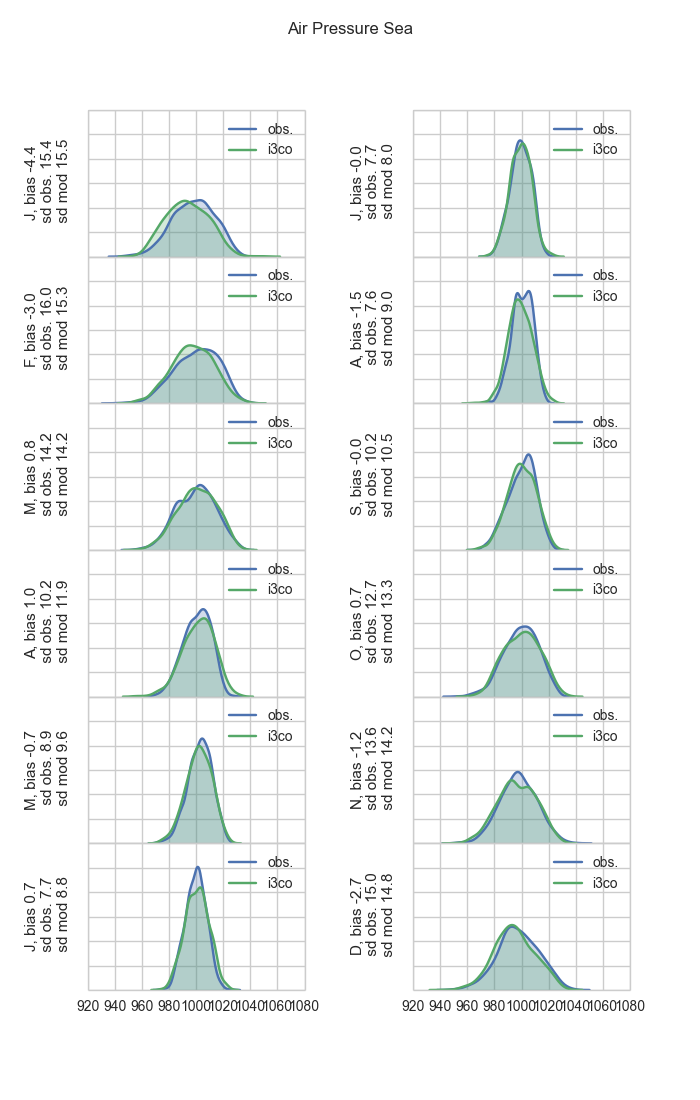 Air Pressure Sea
J, bias -4.4
sd obs. 15.4
sd mod 15.5
obs.
i3co
F, bias -3.0
sd obs. 16.0
sd mod 15.3
obs.
i3co
M, bias 0.8
sd obs. 14.2
sd mod 14.2
obs.
i3co
A, bias 1.0
sd obs. 10.2
sd mod 11.9
obs.
i3co
M, bias -0.7
sd obs. 8.9
sd mod 9.6
obs.
i3co
J, bias 0.7
sd obs. 7.7
sd mod 8.8
obs.
i3co
920 940 960 980 1000 1020 1040 1060 1080
J, bias -0.0
sd obs. 7.7
sd mod 8.0
obs.
i3co
A, bias -1.5
sd obs. 7.6
sd mod 9.0
obs.
i3co
S, bias -0.0
sd obs. 10.2
sd mod 10.5
obs.
i3co
O, bias 0.7
sd obs. 12.7
sd mod 13.3
obs.
i3co
N, bias -1.2
sd obs. 13.6
sd mod 14.2
obs.
i3co
D, bias -2.7
sd obs. 15.0
sd mod 14.8
obs.
i3co
920 940 960 980 1000 1020 1040 1060 1080